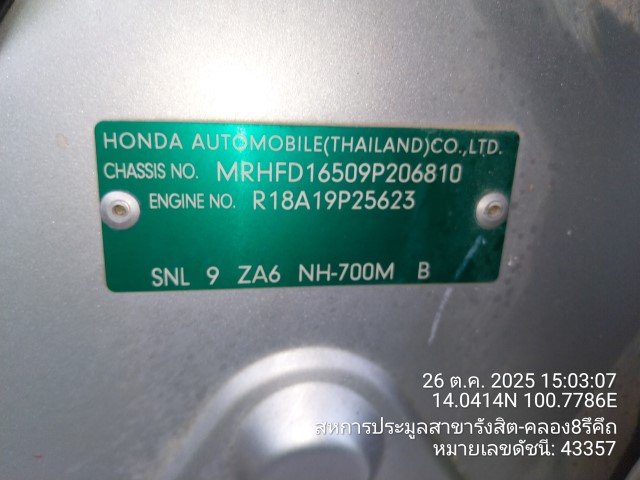 HONDA AUTOMOBILE(THAILAND)CO.,LTD.
CHASSIS NO. MRHFD16509P206810
ENGINE NO. R18A19P25623
SNL 9 ZA6 NH-700M B
26 ต.ค. 2025 15:03:07
14.0414N 100.7786E
สหการประมูลสาขารังสิต-คลอง8รึคึถ
หมายเลขดัชนี: 43357